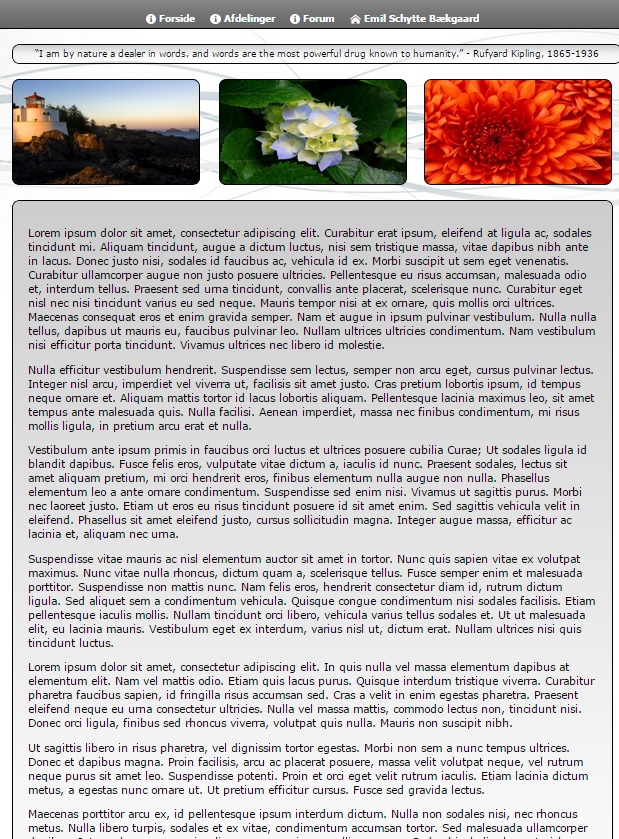 Forside Afdelinger Forum Emil Schytte Bækgaard
“I am by nature a dealer in words, and words are the most powerful drug known to humanity.” - Rufyard Kipling, 1865-1936
Lorem ipsum dolor sit amet, consectetur adipiscing elit. Curabitur erat ipsum, eleifend at ligula ac, sodales
tincidunt mi. Aliquam tincidunt, augue a dictum luctus, nisi sem tristique massa, vitae dapibus nibh ante
in lacus. Donec justo nisi, sodales id faucibus ac, vehicula id ex. Morbi suscipit ut sem eget venenatis.
Curabitur ullamcorper augue non justo posuere ultricies. Pellentesque eu risus accumsan, malesuada odio
et, interdum tellus. Praesent sed urna tincidunt, convallis ante placerat, scelerisque nunc. Curabitur eget
nisl nec nisi tincidunt varius eu sed neque. Mauris tempor nisi at ex ornare, quis mollis orci ultrices.
Maecenas consequat eros et enim gravida semper. Nam et augue in ipsum pulvinar vestibulum. Nulla nulla
tellus, dapibus ut mauris eu, faucibus pulvinar leo. Nullam ultrices ultricies condimentum. Nam vestibulum
nisi efficitur porta tincidunt. Vivamus ultrices nec libero id molestie.
Nulla efficitur vestibulum hendrerit. Suspendisse sem lectus, semper non arcu eget, cursus pulvinar lectus.
Integer nisl arcu, imperdiet vel viverra ut, facilisis sit amet justo. Cras pretium lobortis ipsum, id tempus
neque ornare et. Aliquam mattis tortor id lacus lobortis aliquam. Pellentesque lacinia maximus leo, sit amet
tempus ante malesuada quis. Nulla facilisi. Aenean imperdiet, massa nec finibus condimentum, mi risus
mollis ligula, in pretium arcu erat et nulla.
Vestibulum ante ipsum primis in faucibus orci luctus et ultrices posuere cubilia Curae; Ut sodales ligula id
blandit dapibus. Fusce felis eros, vulputate vitae dictum a, iaculis id nunc. Praesent sodales, lectus sit
amet aliquam pretium, mi orci hendrerit eros, finibus elementum nulla augue non nulla. Phasellus
elementum leo a ante ornare condimentum. Suspendisse sed enim nisi. Vivamus ut sagittis purus. Morbi
nec laoreet justo. Etiam ut eros eu risus tincidunt posuere id sit amet enim. Sed sagittis vehicula velit in
eleifend. Phasellus sit amet eleifend justo, cursus sollicitudin magna. Integer augue massa, efficitur ac
lacinia et, aliquam nec urna.
Suspendisse vitae mauris ac nisl elementum auctor sit amet in tortor. Nunc quis sapien vitae ex volutpat
maximus. Nunc vitae nulla rhoncus, dictum quam a, scelerisque tellus. Fusce semper enim et malesuada
porttitor. Suspendisse non mattis nunc. Nam felis eros, hendrerit consectetur diam id, rutrum dictum
ligula. Sed aliquet sem a condimentum vehicula. Quisque congue condimentum nisi sodales facilisis. Etiam
pellentesque iaculis mollis. Nullam tincidunt orci libero, vehicula varius tellus sodales et. Ut ut malesuada
elit, eu lacinia mauris. Vestibulum eget ex interdum, varius nisl ut, dictum erat. Nullam ultrices nisi quis
tincidunt luctus.
Lorem ipsum dolor sit amet, consectetur adipiscing elit. In quis nulla vel massa elementum dapibus at
elementum elit. Nam vel mattis odio. Etiam quis lacus purus. Quisque interdum tristique viverra. Curabitur
pharetra faucibus sapien, id fringilla risus accumsan sed. Cras a velit in enim egestas pharetra. Praesent
eleifend neque eu urna consectetur ultricies. Nulla vel massa mattis, commodo lectus non, tincidunt nisi.
Donec orci ligula, finibus sed rhoncus viverra, volutpat quis nulla. Mauris non suscipit nibh.
Ut sagittis libero in risus pharetra, vel dignissim tortor egestas. Morbi non sem a nunc tempus ultrices.
Donec et dapibus magna. Proin facilisis, arcu ac placerat posuere, massa velit volutpat neque, vel rutrum
neque purus sit amet leo. Suspendisse potenti. Proin et orci eget velit rutrum iaculis. Etiam lacinia dictum
metus, a egestas nunc ornare ut. Ut pretium efficitur cursus. Fusce sed gravida lectus.
Maecenas porttitor arcu ex, id pellentesque ipsum interdum dictum. Nulla non sodales nisi, nec rhoncus
metus. Nulla libero turpis, sodales et ex vitae, condimentum accumsan tortor. Sed malesuada ullamcorper